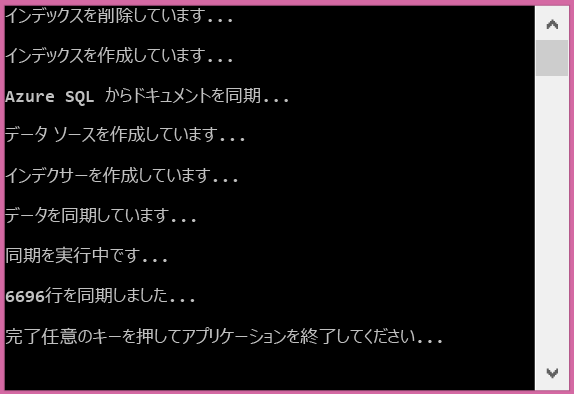 インデックスを削除しています...
インデックスを作成しています...
Azure SQL からドキュメントを同期...
データ ソースを作成しています...
インデクサーを作成しています...
データを同期しています...
同期を実行中です...
6696行を同期しました...
完了任意のキーを押してアプリケーションを終了してください...